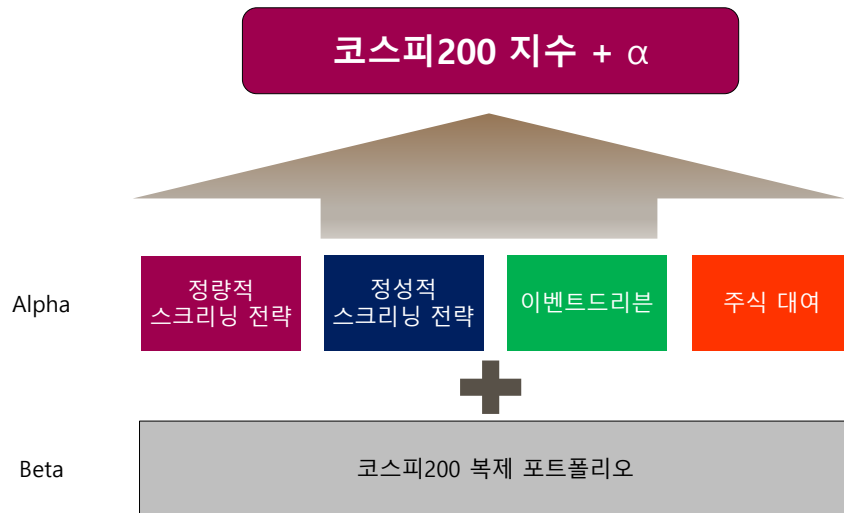 코스피200 지수 + α
Alpha
정량적
스크리닝 전략
정성적
스크리닝 전략
이벤트드리븐
주식 대여
Beta
코스피200 복제 포트폴리오